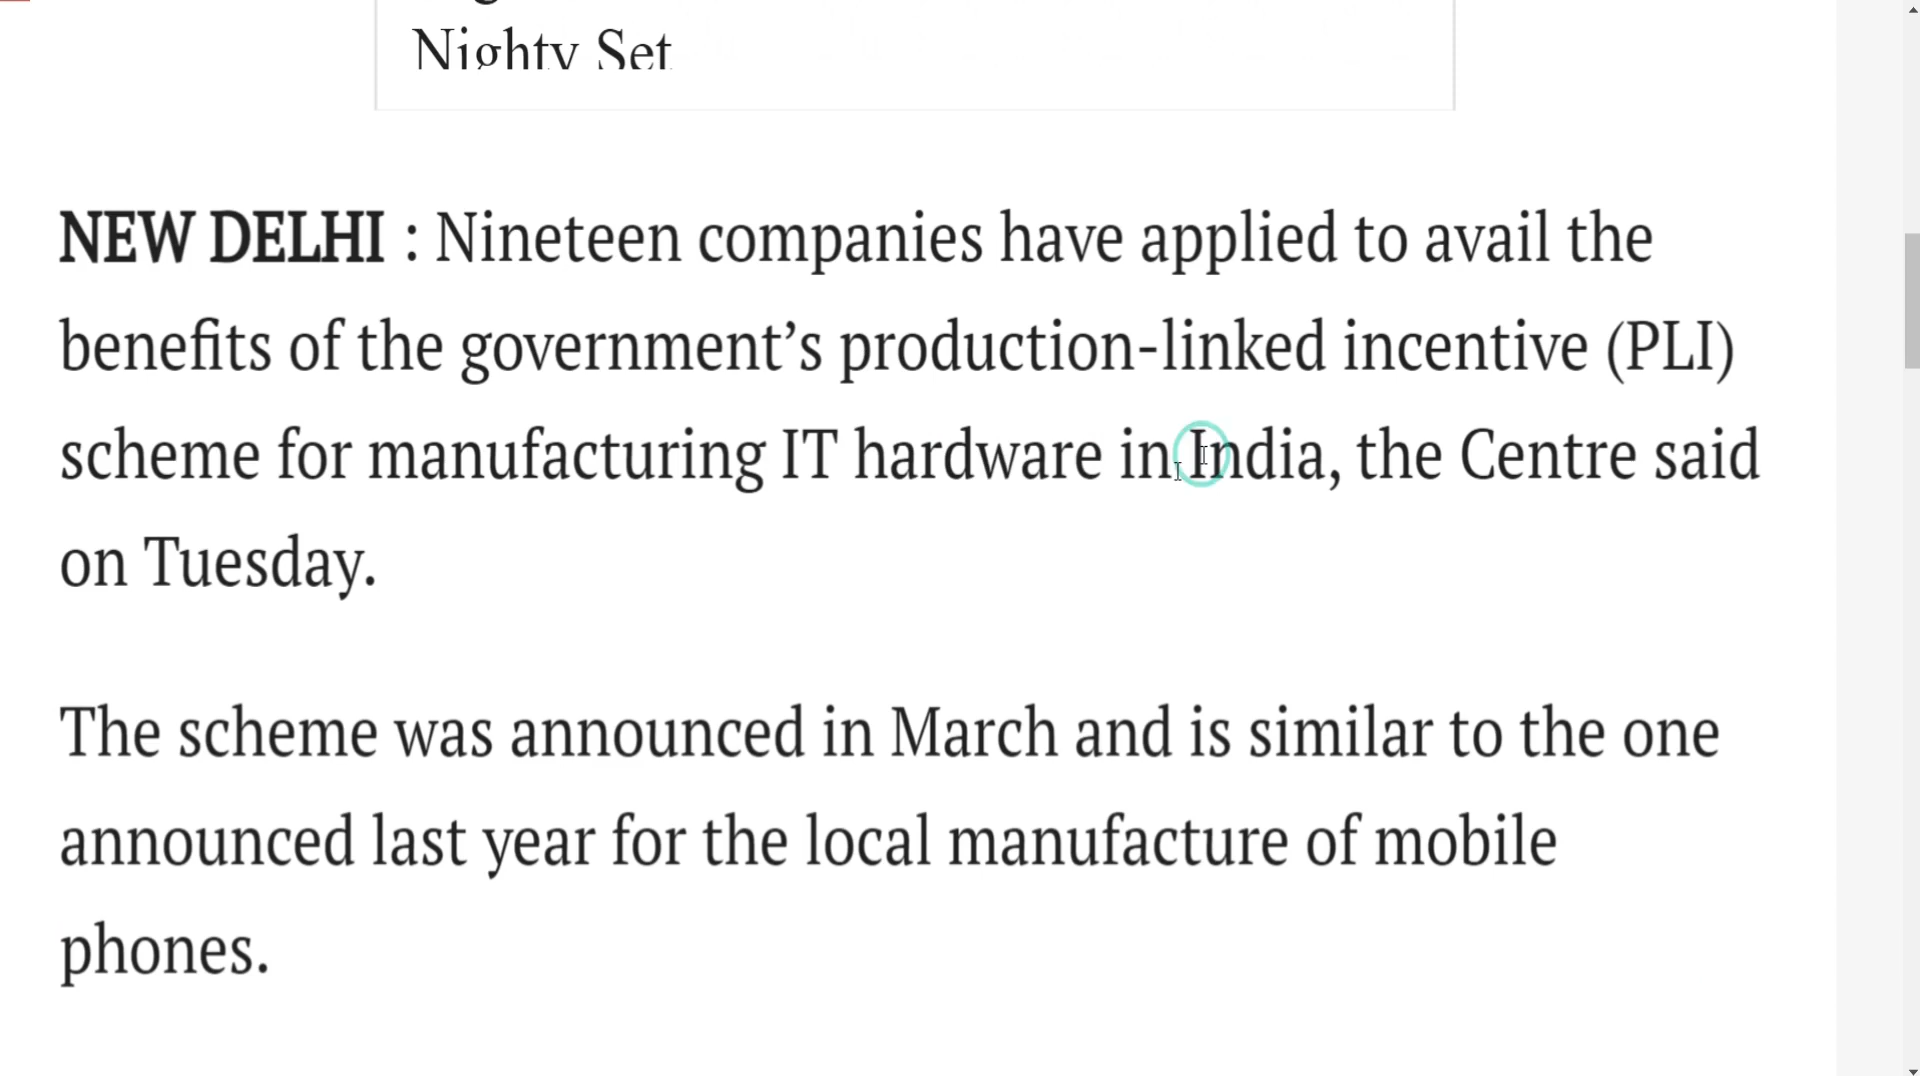 Nighty Set
NEW DELHI : Nineteen companies have applied to avail the
benefits of the government’s production-linked incentive (PLI)
scheme for manufacturing IT hardware in India, the Centre said
on Tuesday.
The scheme was announced in March and is similar to the one
announced last year for the local manufacture of mobile
phones.